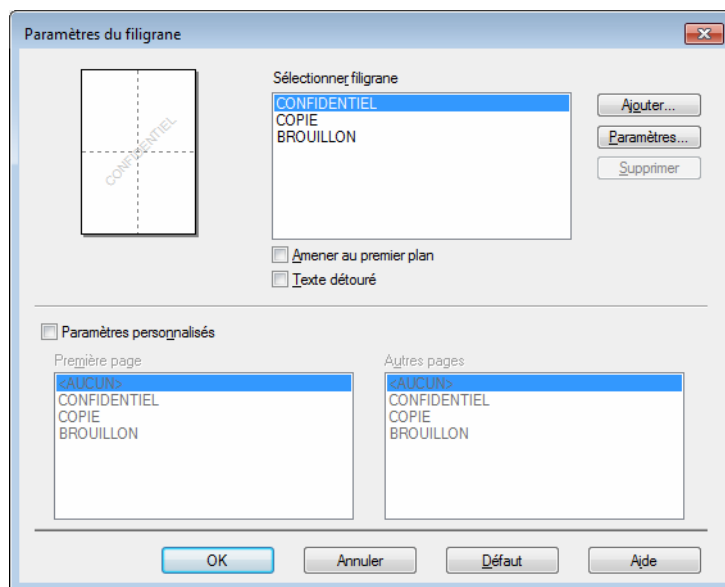 Paramètres du filigrane
Sélectionner filigrane
CONFIDENTIEL
CONFIDENTIEL
COPIE
BROUILLON
Ajouter...
Paramètres...
Supprimer
Amener au premier plan
Texte détouré
Paramètres personnalisés
Première page
<AUCUN>
CONFIDENTIEL
COPIE
BROUILLON
Autres pages
<AUCUN>
CONFIDENTIEL
COPIE
BROUILLON
OK
Annuler
Défaut
Aide